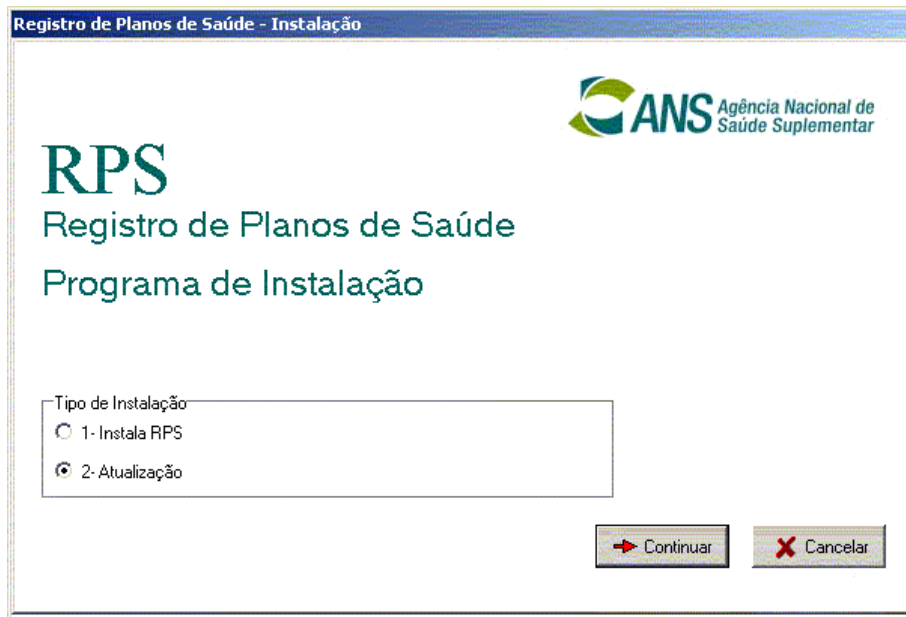 Registro de Planos de Saúde - Instalação
ANS Agência Nacional de
Saúde Suplementar
RPS
Registro de Planos de Saúde
Programa de Instalação
Tipo de Instalação
1- Instala RPS
2- Atualização
Continuar
Cancelar